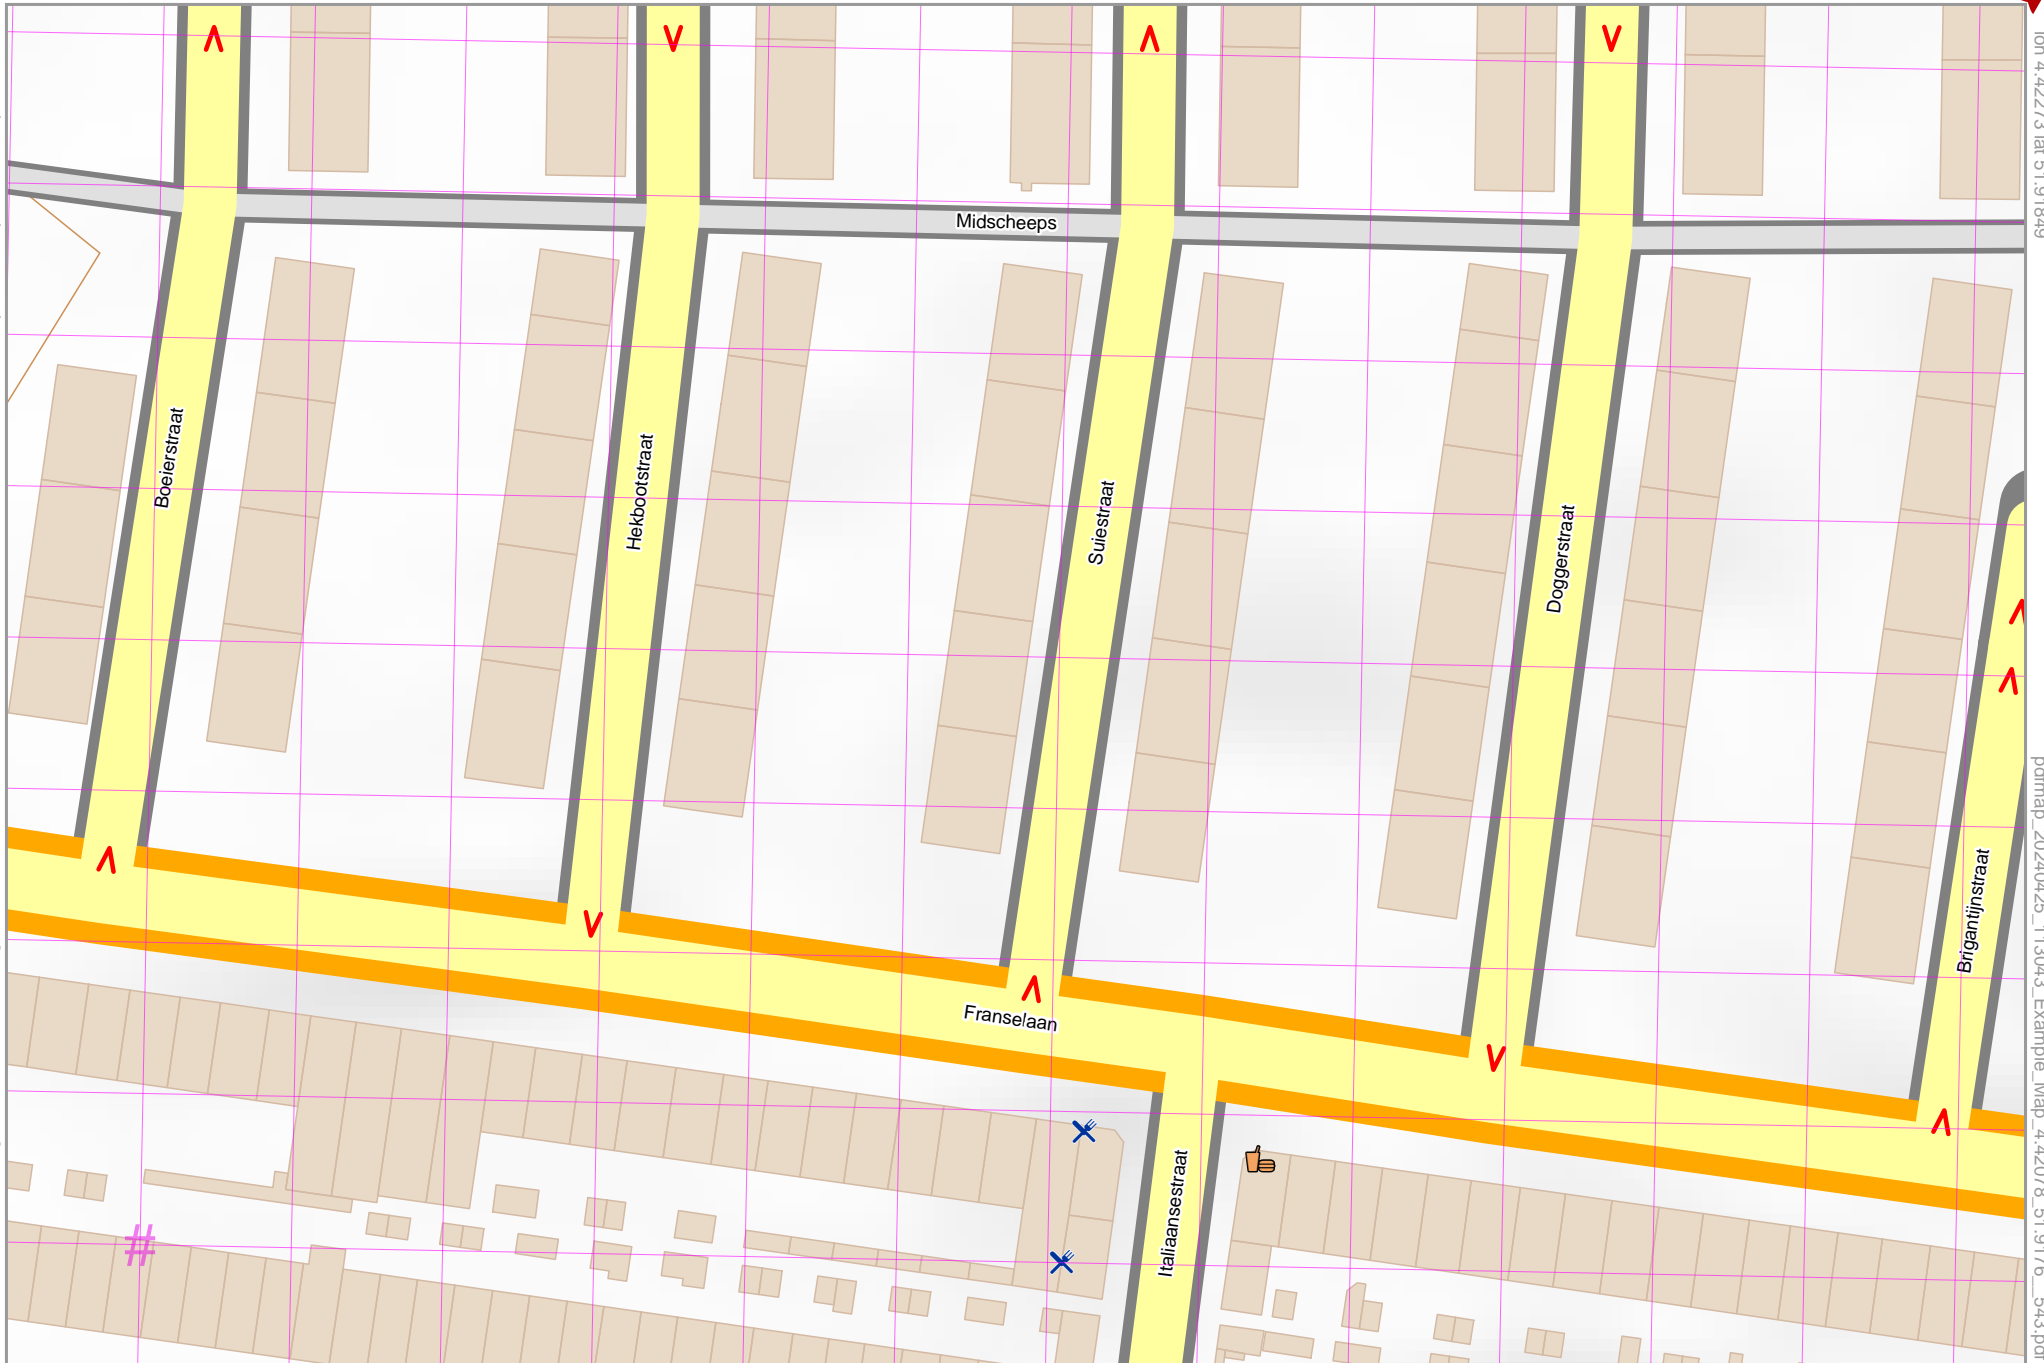 Midscheeps
Boeierstraat
Hekbootstraat
Suiestraat
Doggerstraat
Brigantijnstraat
Franselaan
Italiaansestraat
#
lon 4.42273 lat 51.91849